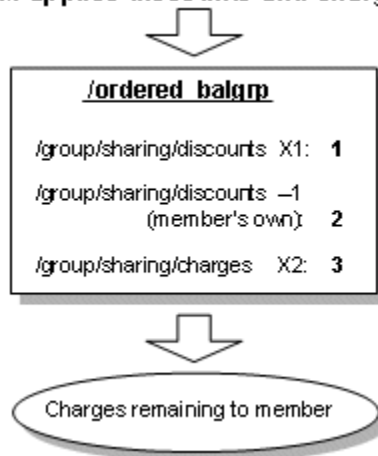 /ordered_balgrp
/group/sharing/discounts X1: 1
/group/sharing/discounts –1
(member's own): 2
/group/sharing/charges X2: 3
Charges remaining to member